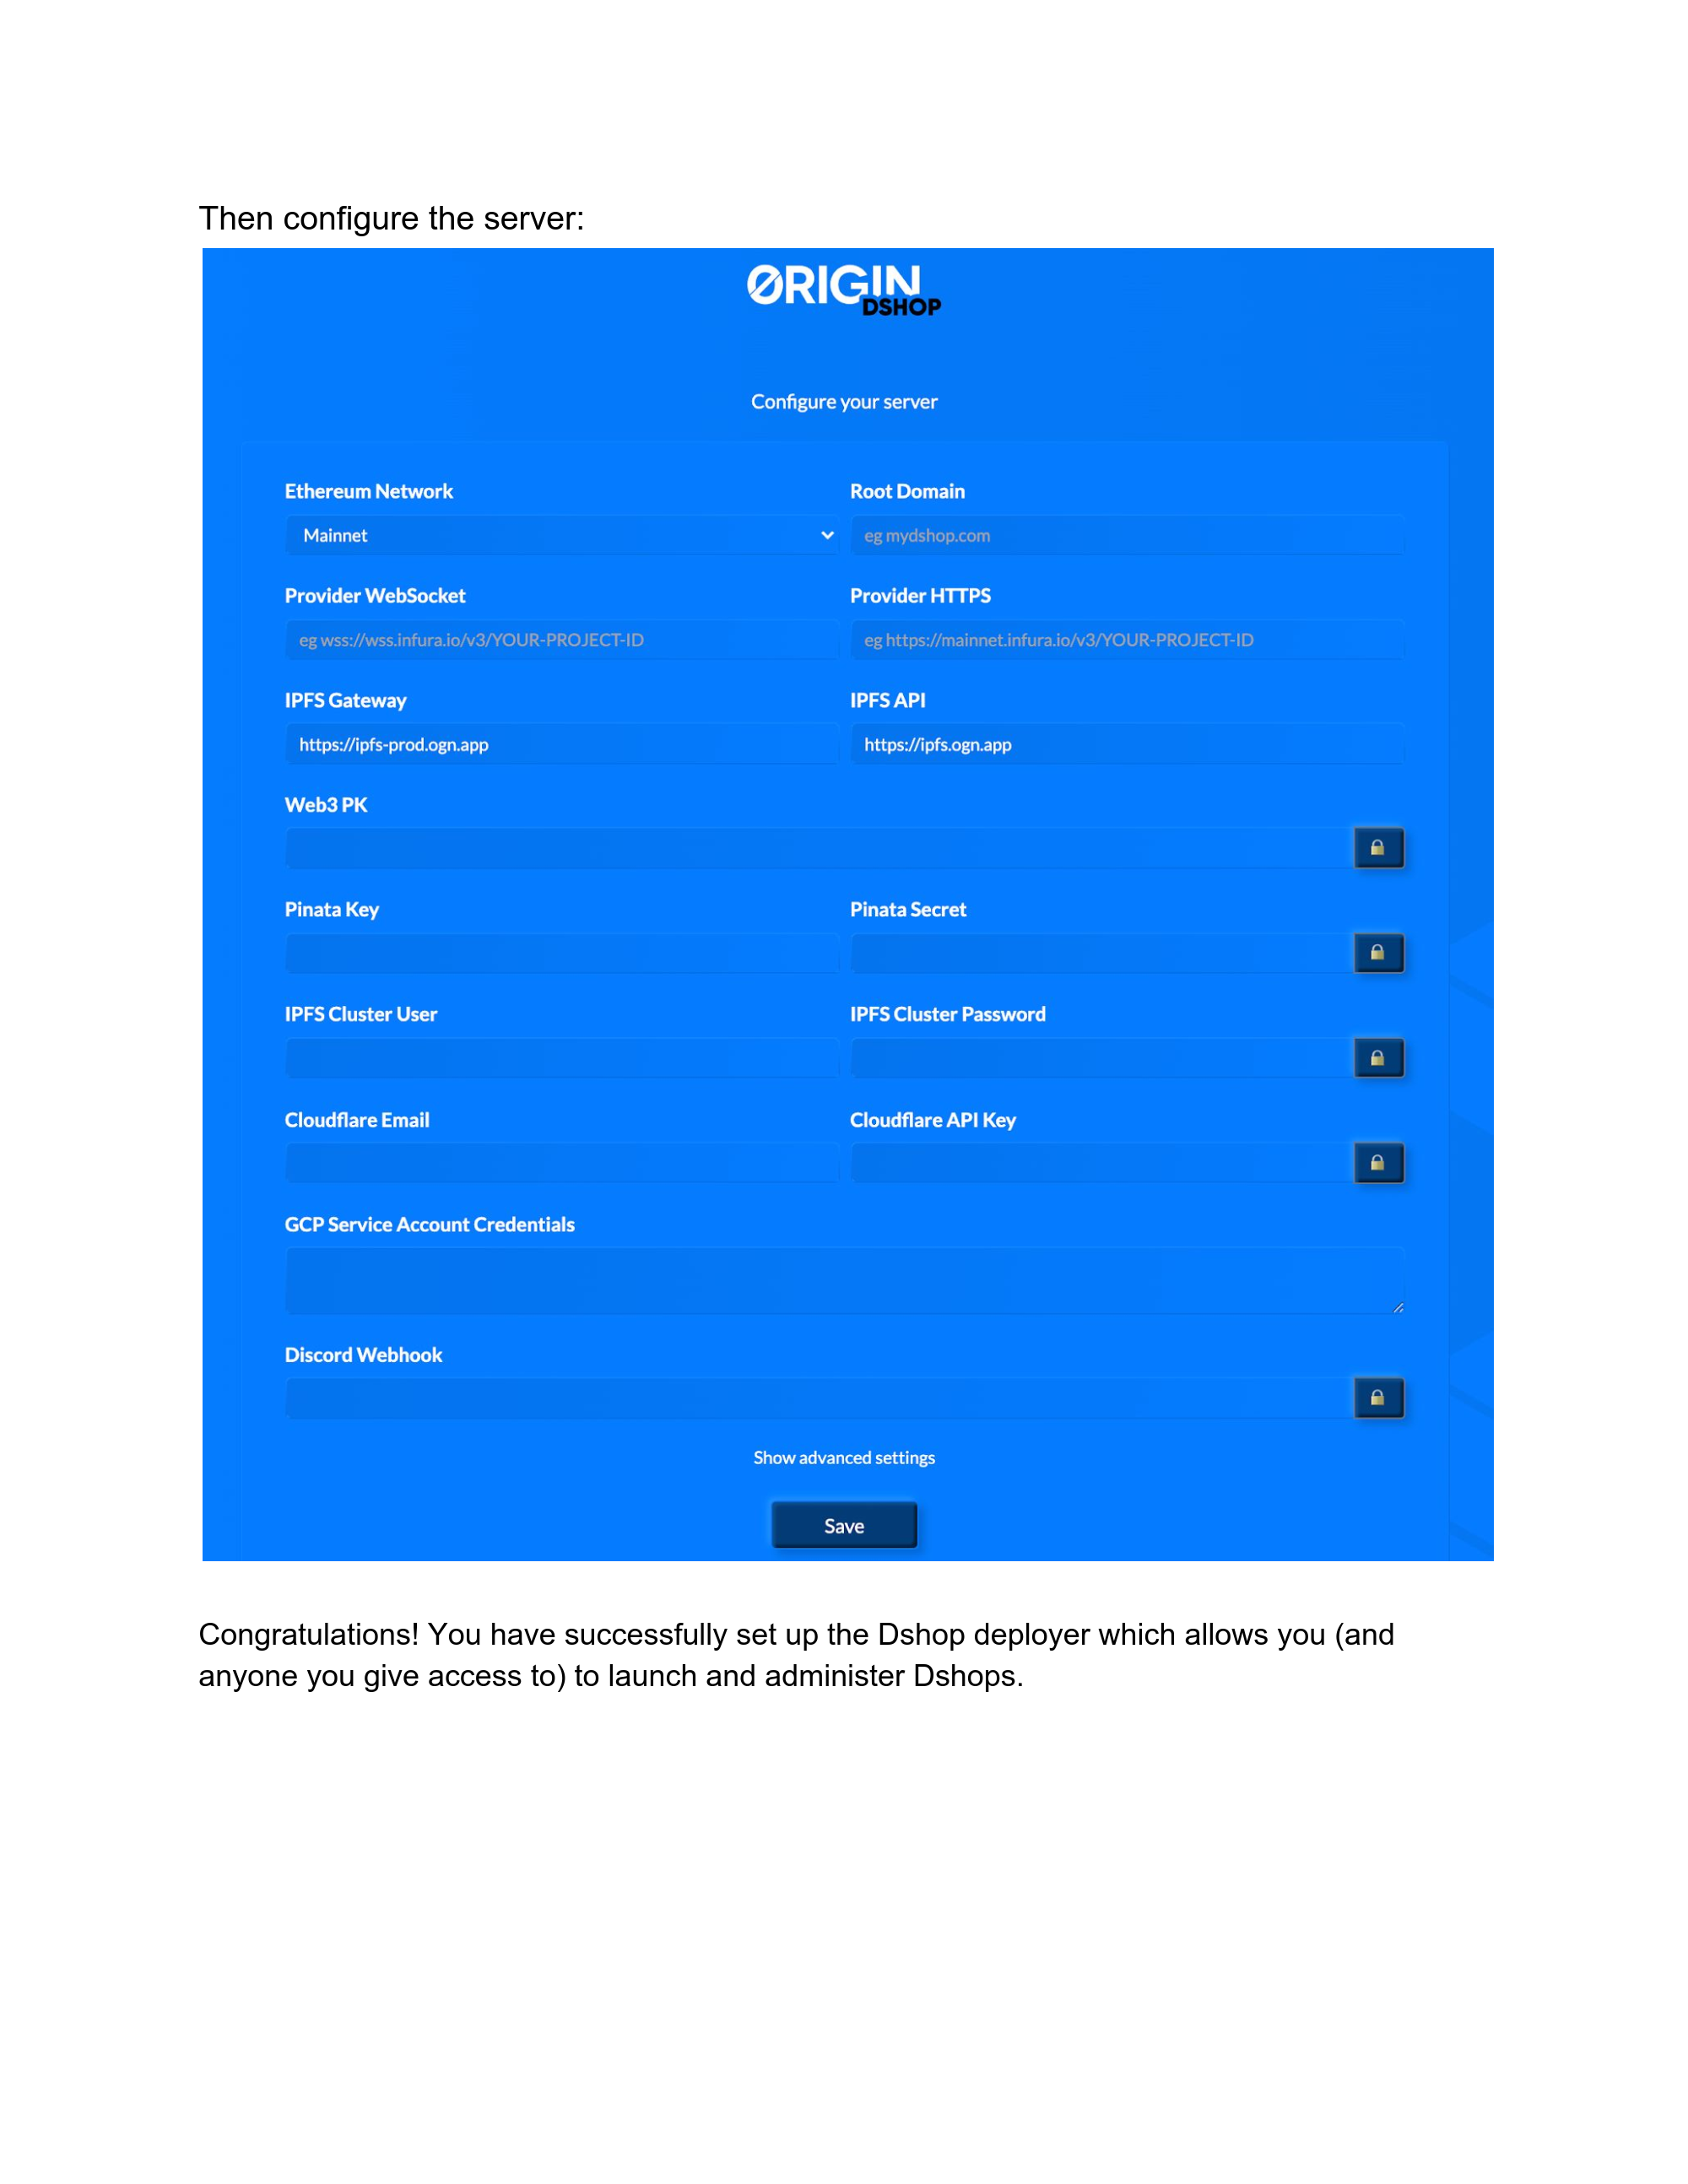 Then configure the server:
ØRIGIN
DSHOP
Configure your server
Ethereum Network Root Domain
Mainnet eg mydshop.com
Provider WebSocket Provider HTTPS
eg wss://wss.infura.io/v3/YOUR-PROJECT-ID eg https://mainnet.infura.io/v3/YOUR-PROJECT-ID
IPFS Gateway IPFS API
https://ipfs-prod.ogn.app https://ipfs.ogn.app
Web3 PK
Pinata Key Pinata Secret
IPFS Cluster User IPFS Cluster Password
Cloudflare Email Cloudflare API Key
GCP Service Account Credentials
Discord Webhook
Show advanced settings
Save
Congratulations! You have successfully set up the Dshop deployer which allows you (and
anyone you give access to) to launch and administer Dshops.